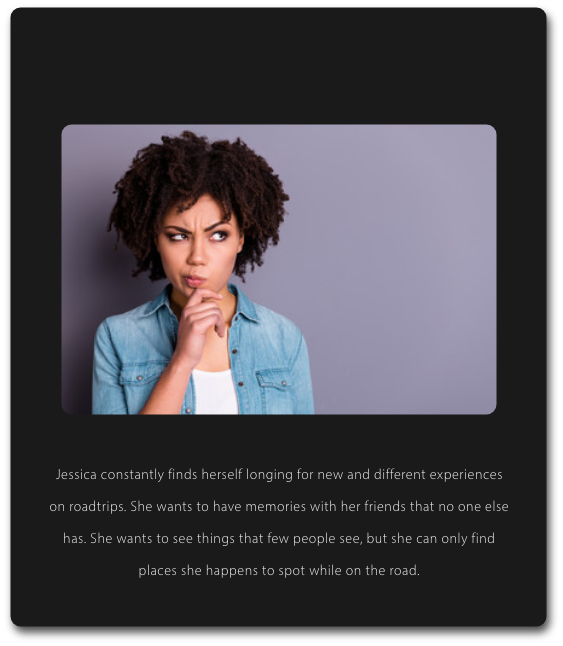 Jessica constantly finds herself longing for new and different experiences
on roadtrips. She wants to have memories with her friends that no one else
has. She wants to see things that few people see, but she can only find
places she happens to spot while on the road.